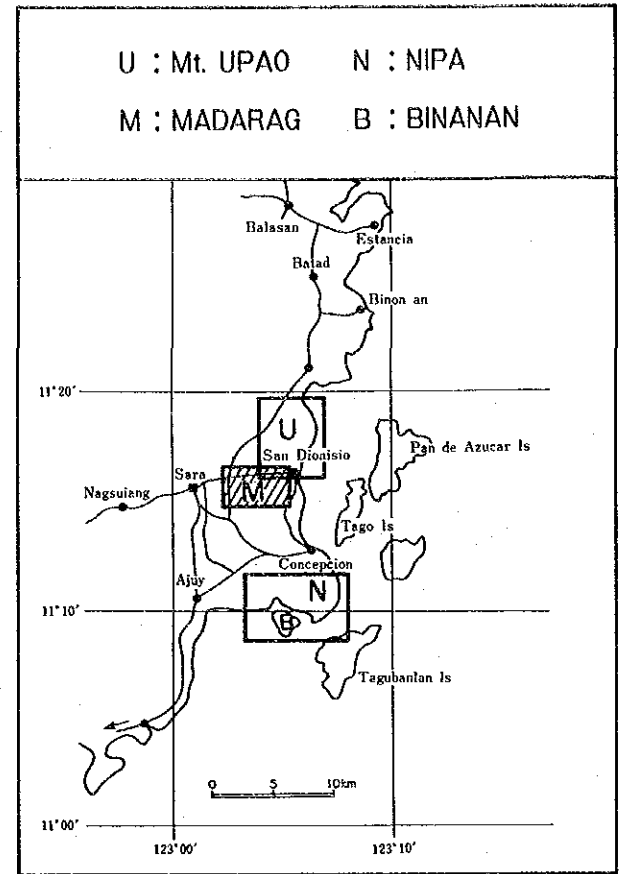 U : Mt. UPAO N : NIPA
M : MADARAG B : BINANAN
Balasan
Estancia
Batad
Binon an
11°20'
U
San Dionisio
Pan de Azucar Is
Sara
M
Nagsuiang
Tago Is
Concepcion
Ajuy
N
11°10'
B
Tagubanlan Is
0 5 10km
11°00'
123°00' 123°10'